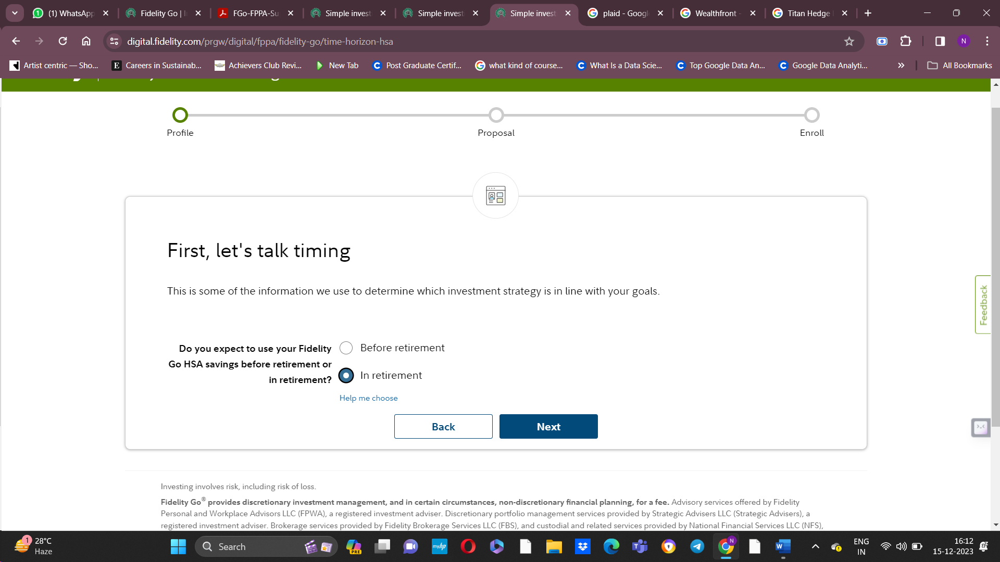 (1) WhatsApp
Fidelity Go | I
FGo-FPPA-Su
Simple invest
Simple invest
Simple invest
plaid - Googl
Wealthfront -
Titan Hedge
digital.fidelity.com/prgw/digital/fppa/fidelity-go/time-horizon-hsa
N
Artist centric — Sho...
E Careers in Sustainab...
Achievers Club Revi...
New Tab
Post Graduate Certif...
what kind of course...
What Is a Data Scie...
Top Google Data An...
Google Data Analyti...
All Bookmarks
Profile
Proposal
Enroll
First, let's talk timing
This is some of the information we use to determine which investment strategy is in line with your goals.
Do you expect to use your Fidelity
Go HSA savings before retirement or
in retirement?
Before retirement
In retirement
Help me choose
Back
Next
Feedback
Investing involves risk, including risk of loss.
Fidelity Go® provides discretionary investment management, and in certain circumstances, non-discretionary financial planning, for a fee. Advisory services offered by Fidelity
Personal and Workplace Advisors LLC (FPWA), a registered investment adviser. Discretionary portfolio management services provided by Strategic Advisers LLC (Strategic Advisers), a
registered investment adviser. Brokerage services provided by Fidelity Brokerage Services LLC (FBS), and custodial and related services provided by National Financial Services LLC (NFS),
1
28°C
Haze
Search
PRE
myhp
N
W
ENG
IN
16:12
15-12-2023